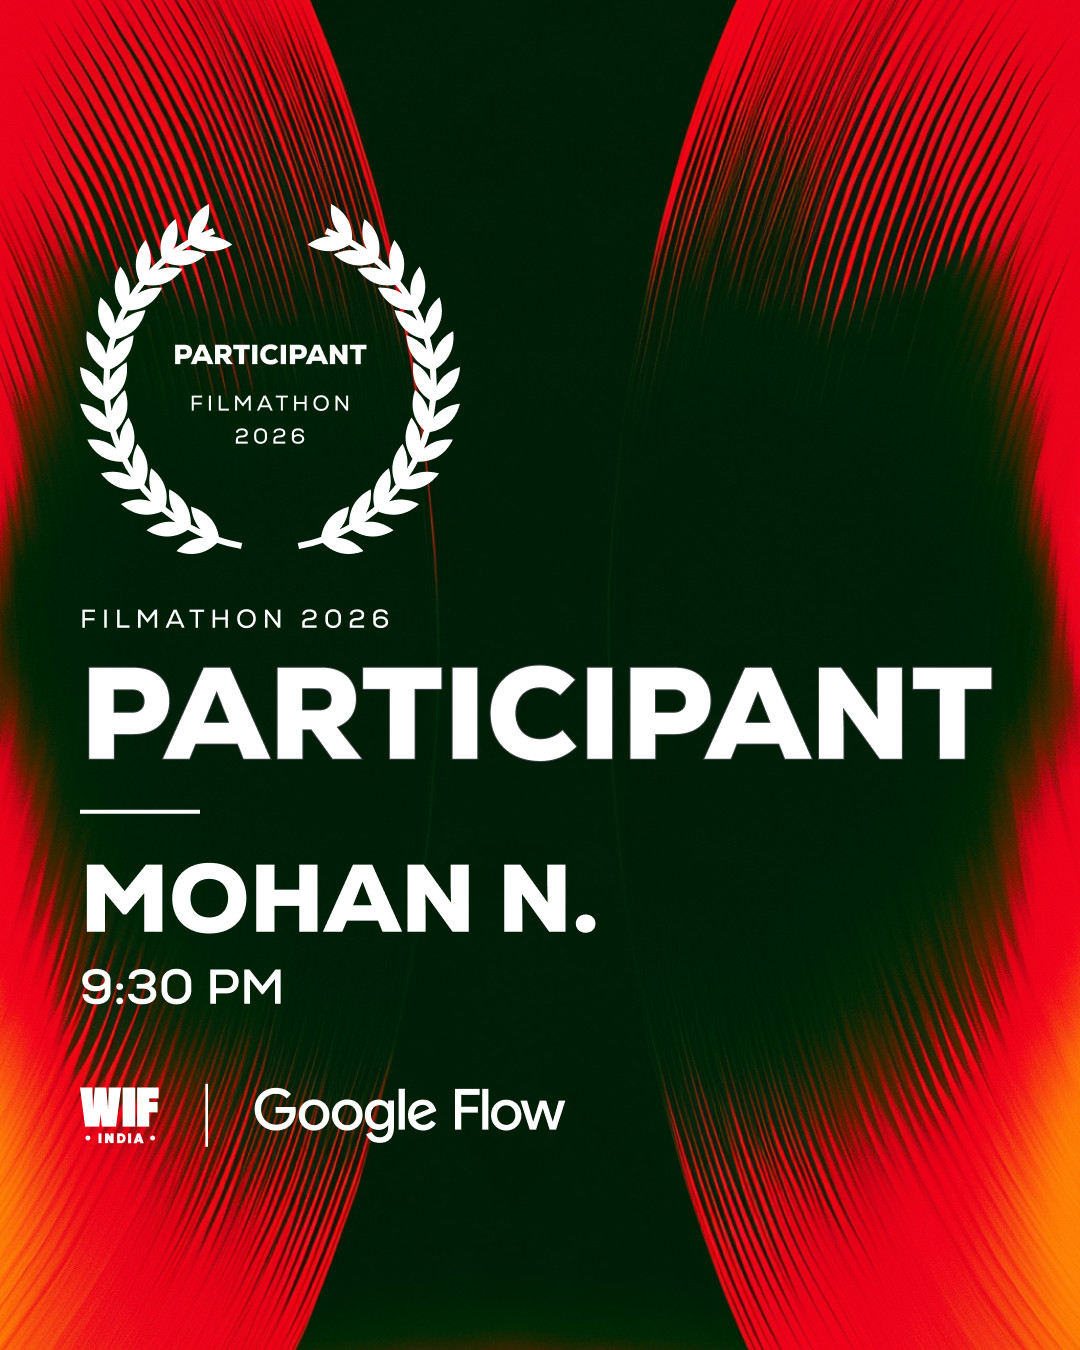 PARTICIPANT
FILMATHON
2026
FILMATHON 2026
PARTICIPANT
MOHAN N.
9:30 PM
WIF
• INDIA •
Google Flow